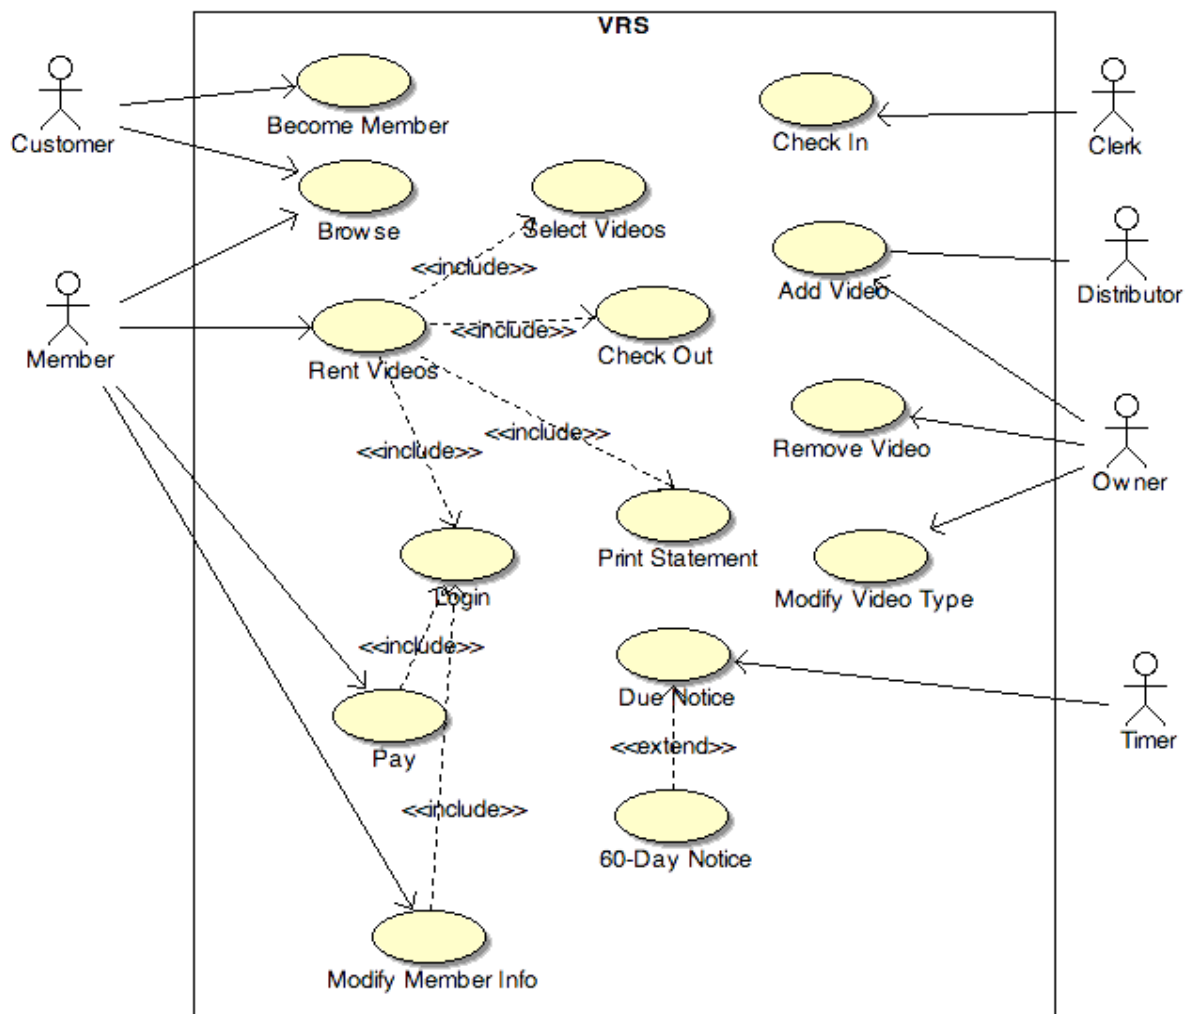 VRS
Become Member
Customer
Check In
Clerk
Browse
Select Videos
<<include>>
Add Video
Distributor
Member
<<include>>
Rent Videos
Check Out
<<include>>
<<include>>
Remove Video
Owner
Print Statement
Login
Modify Video Type
<<include>>
Due Notice
Timer
Pay
<<extend>>
<<include>>
60-Day Notice
Modify Member Info